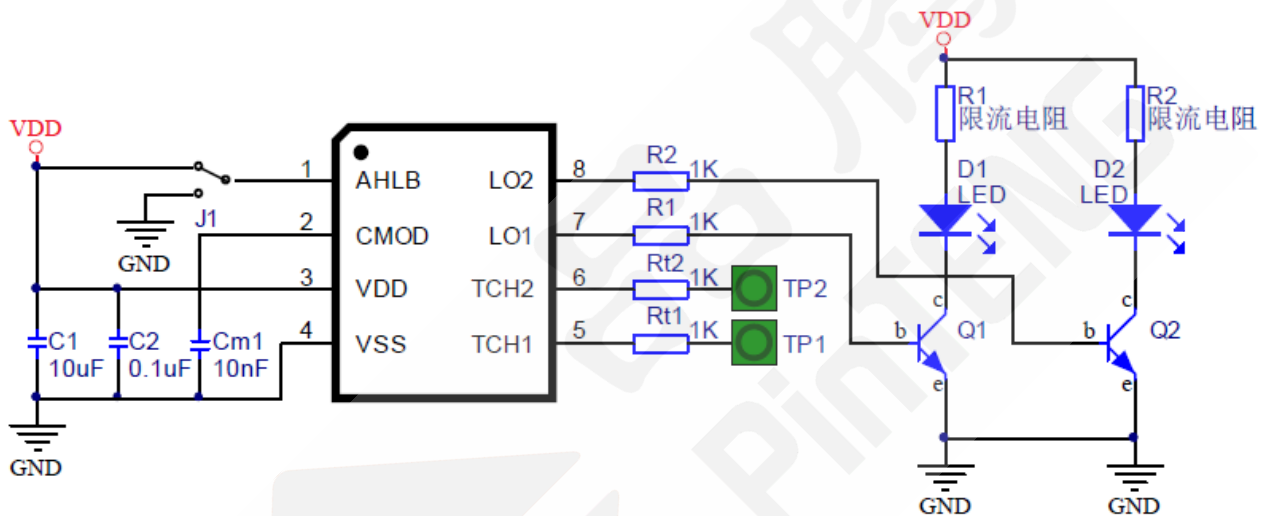 VDD
J1
GND
C1
10uF
C2
0.1uF
Cm1
10nF
GND
1
AHLB
2
CMOD
3
VDD
4
VSS
LO2
8
LO1
7
TCH2
6
TCH1
5
R2
1K
R1
1K
Rt2
1K
TP2
Rt1
1K
TP1
VDD
R1
限流电阻
R2
限流电阻
D1
LED
D2
LED
c
b
Q1
e
c
b
Q2
e
GND
GND
PinTENG